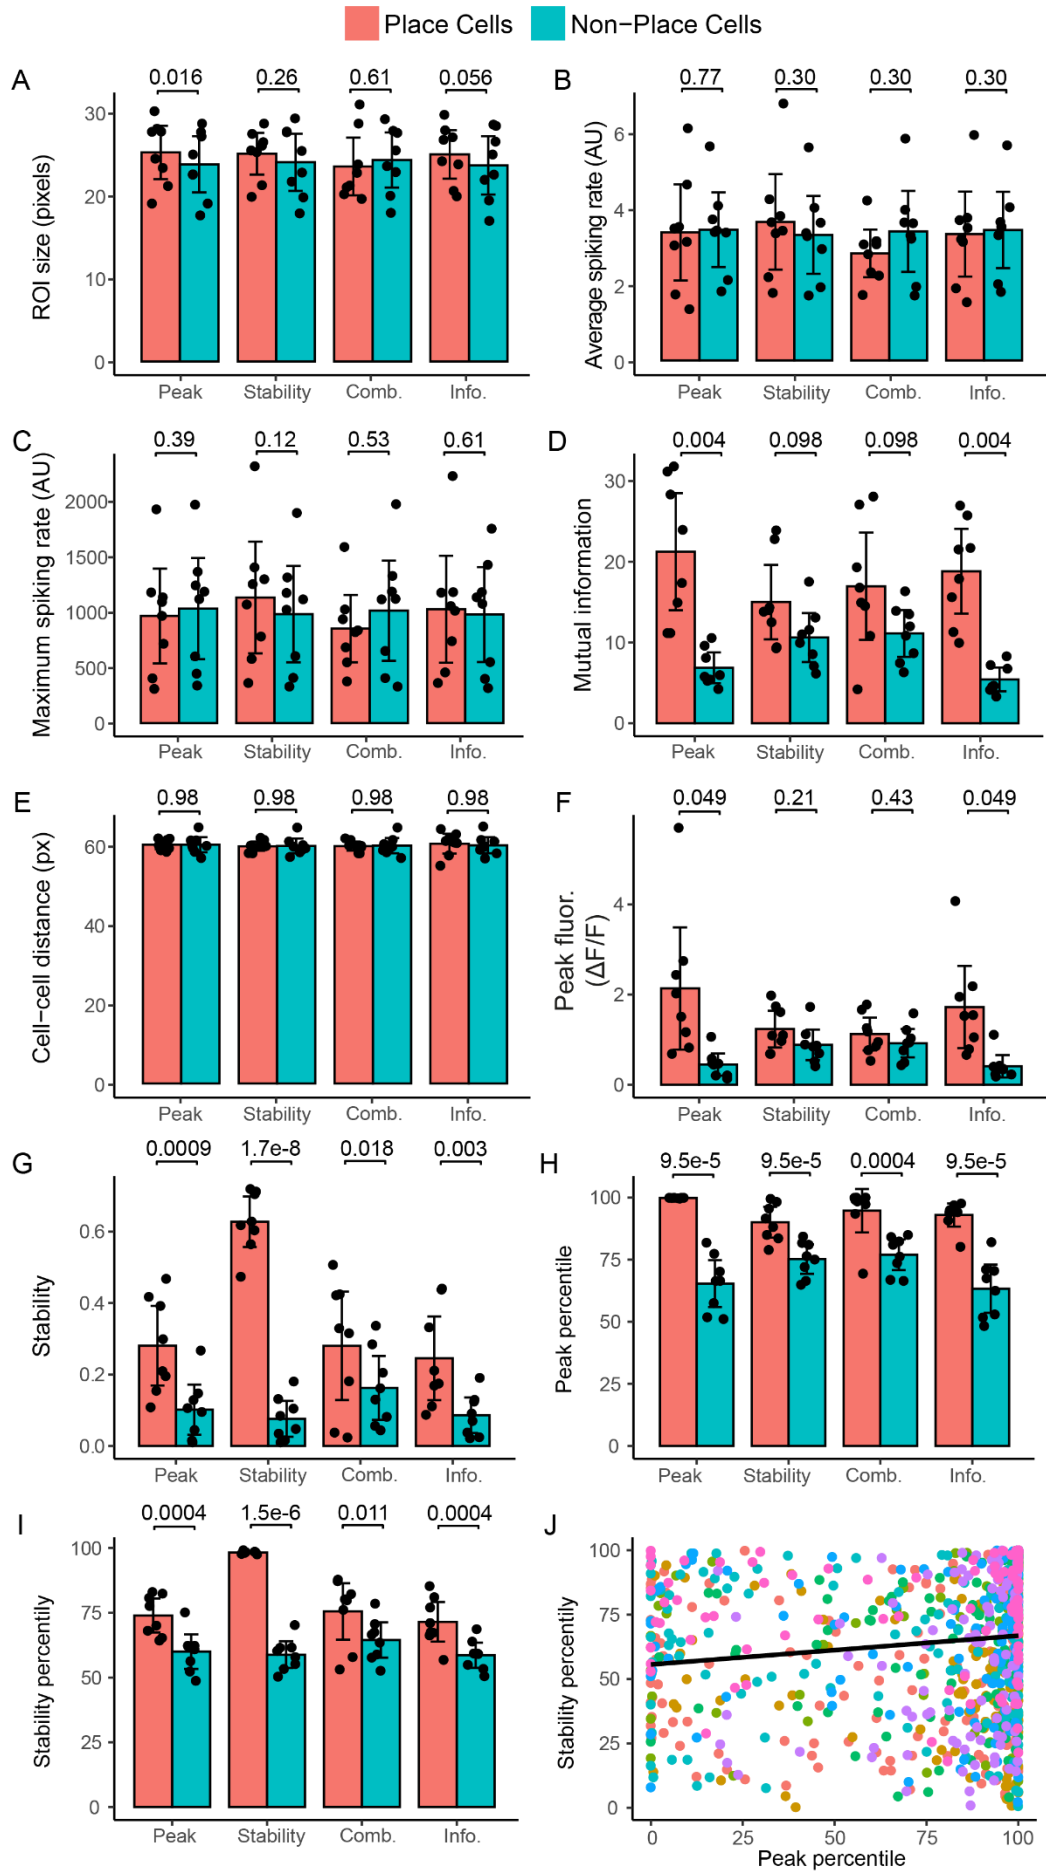 Place Cells Non−Place Cells
A
0.016 0.26 0.61 0.056
ROI size (pixels)
30
20
10
0
Peak Stability Comb. Info.
B
0.77 0.30 0.30 0.30
Average spiking rate (AU)
6
4
2
0
Peak Stability Comb. Info.
C
0.39 0.12 0.53 0.61
Maximum spiking rate (AU)
2000
1500
1000
500
0
Peak Stability Comb. Info.
D
0.004 0.098 0.098 0.004
Mutual information
30
20
10
0
Peak Stability Comb. Info.
E
0.98 0.98 0.98 0.98
Cell-cell distance (px)
60
40
20
0
Peak Stability Comb. Info.
F
0.049 0.21 0.43 0.049
Peak fluor.
(ΔF/F)
4
2
0
Peak Stability Comb. Info.
G
0.0009 1.7e-8 0.018 0.003
Stability
0.6
0.4
0.2
0.0
Peak Stability Comb. Info.
H
9.5e-5 9.5e-5 0.0004 9.5e-5
Peak percentile
100
75
50
25
0
Peak Stability Comb. Info.
I
0.0004 1.5e-6 0.011 0.0004
Stability percentily
100
75
50
25
0
Peak Stability Comb. Info.
J
Stability percentily
100
75
50
25
0
0 25 50 75 100
Peak percentile